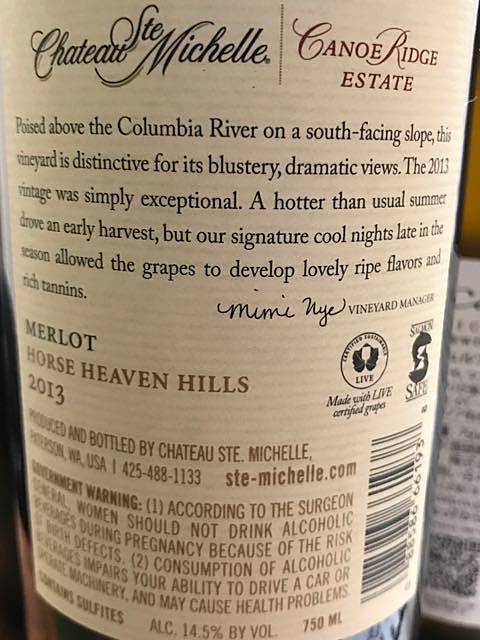 Chateau Ste Michelle.
CANOE RIDGE
ESTATE
Poised above the Columbia River on a south-facing slope, this
vineyard is distinctive for its blustery, dramatic views. The 2013
vintage was simply exceptional. A hotter than usual summer
drove an early harvest, but our signature cool nights late in the
season allowed the grapes to develop lovely ripe flavors and
rich tannins.
Mimi Nye VINEYARD MANAGER
MERLOT
HORSE HEAVEN HILLS
2013
CERTIFIED SUSTAINABLE
LIVE
Made with LIVE
certified grapes
SALMON
SAFE
PRODUCED AND BOTTLED BY CHATEAU STE. MICHELLE,
PATERSON, WA, USA | 425-488-1133 ste-michelle.com
GOVERNMENT WARNING: (1) ACCORDING TO THE SURGEON
GENERAL, WOMEN SHOULD NOT DRINK ALCOHOLIC
BEVERAGES DURING PREGNANCY BECAUSE OF THE RISK
OF BIRTH DEFECTS. (2) CONSUMPTION OF ALCOHOLIC
BEVERAGES IMPAIRS YOUR ABILITY TO DRIVE A CAR OR
OPERATE MACHINERY, AND MAY CAUSE HEALTH PROBLEMS.
CONTAINS SULFITES ALC. 14.5% BY VOL. 750 ML